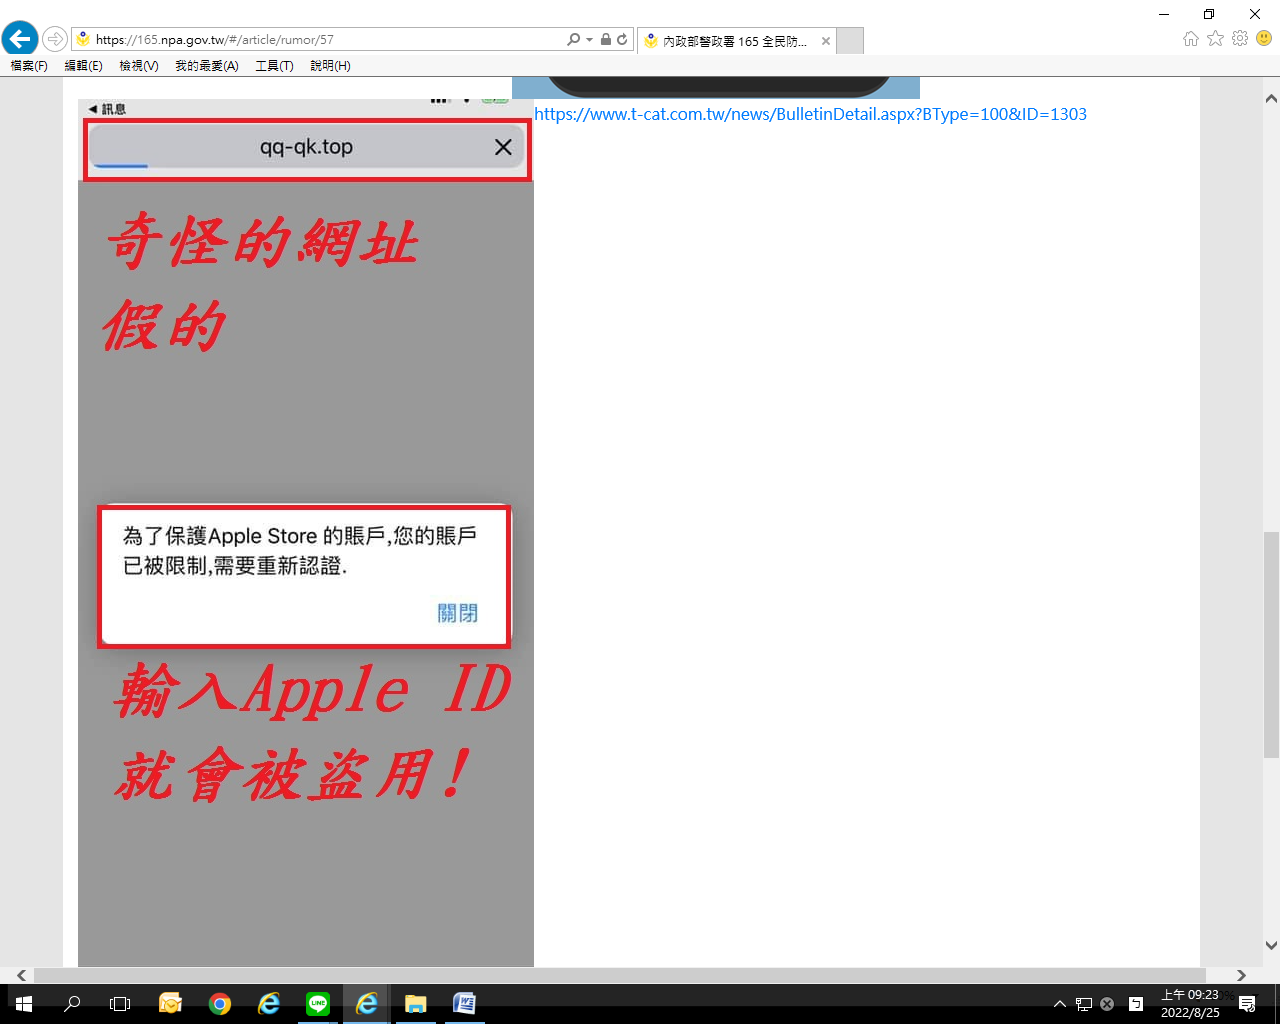 https://165.npa.gov.tw/#/article/rumor/57
內政部警政署 165 全民防...
檔案(F) 編輯(E) 檢視(V) 我的最愛(A) 工具(T) 說明(H)
訊息
https://www.t-cat.com.tw/news/BulletinDetail.aspx?BType=100&ID=1303
qq-qk.top
奇怪的網址
假的
為了保護Apple Store 的賬戶,您的賬戶
已被限制,需要重新認證.
關閉
輸入Apple ID
就會被盜用!
LINE
上午 09:23
2022/8/25